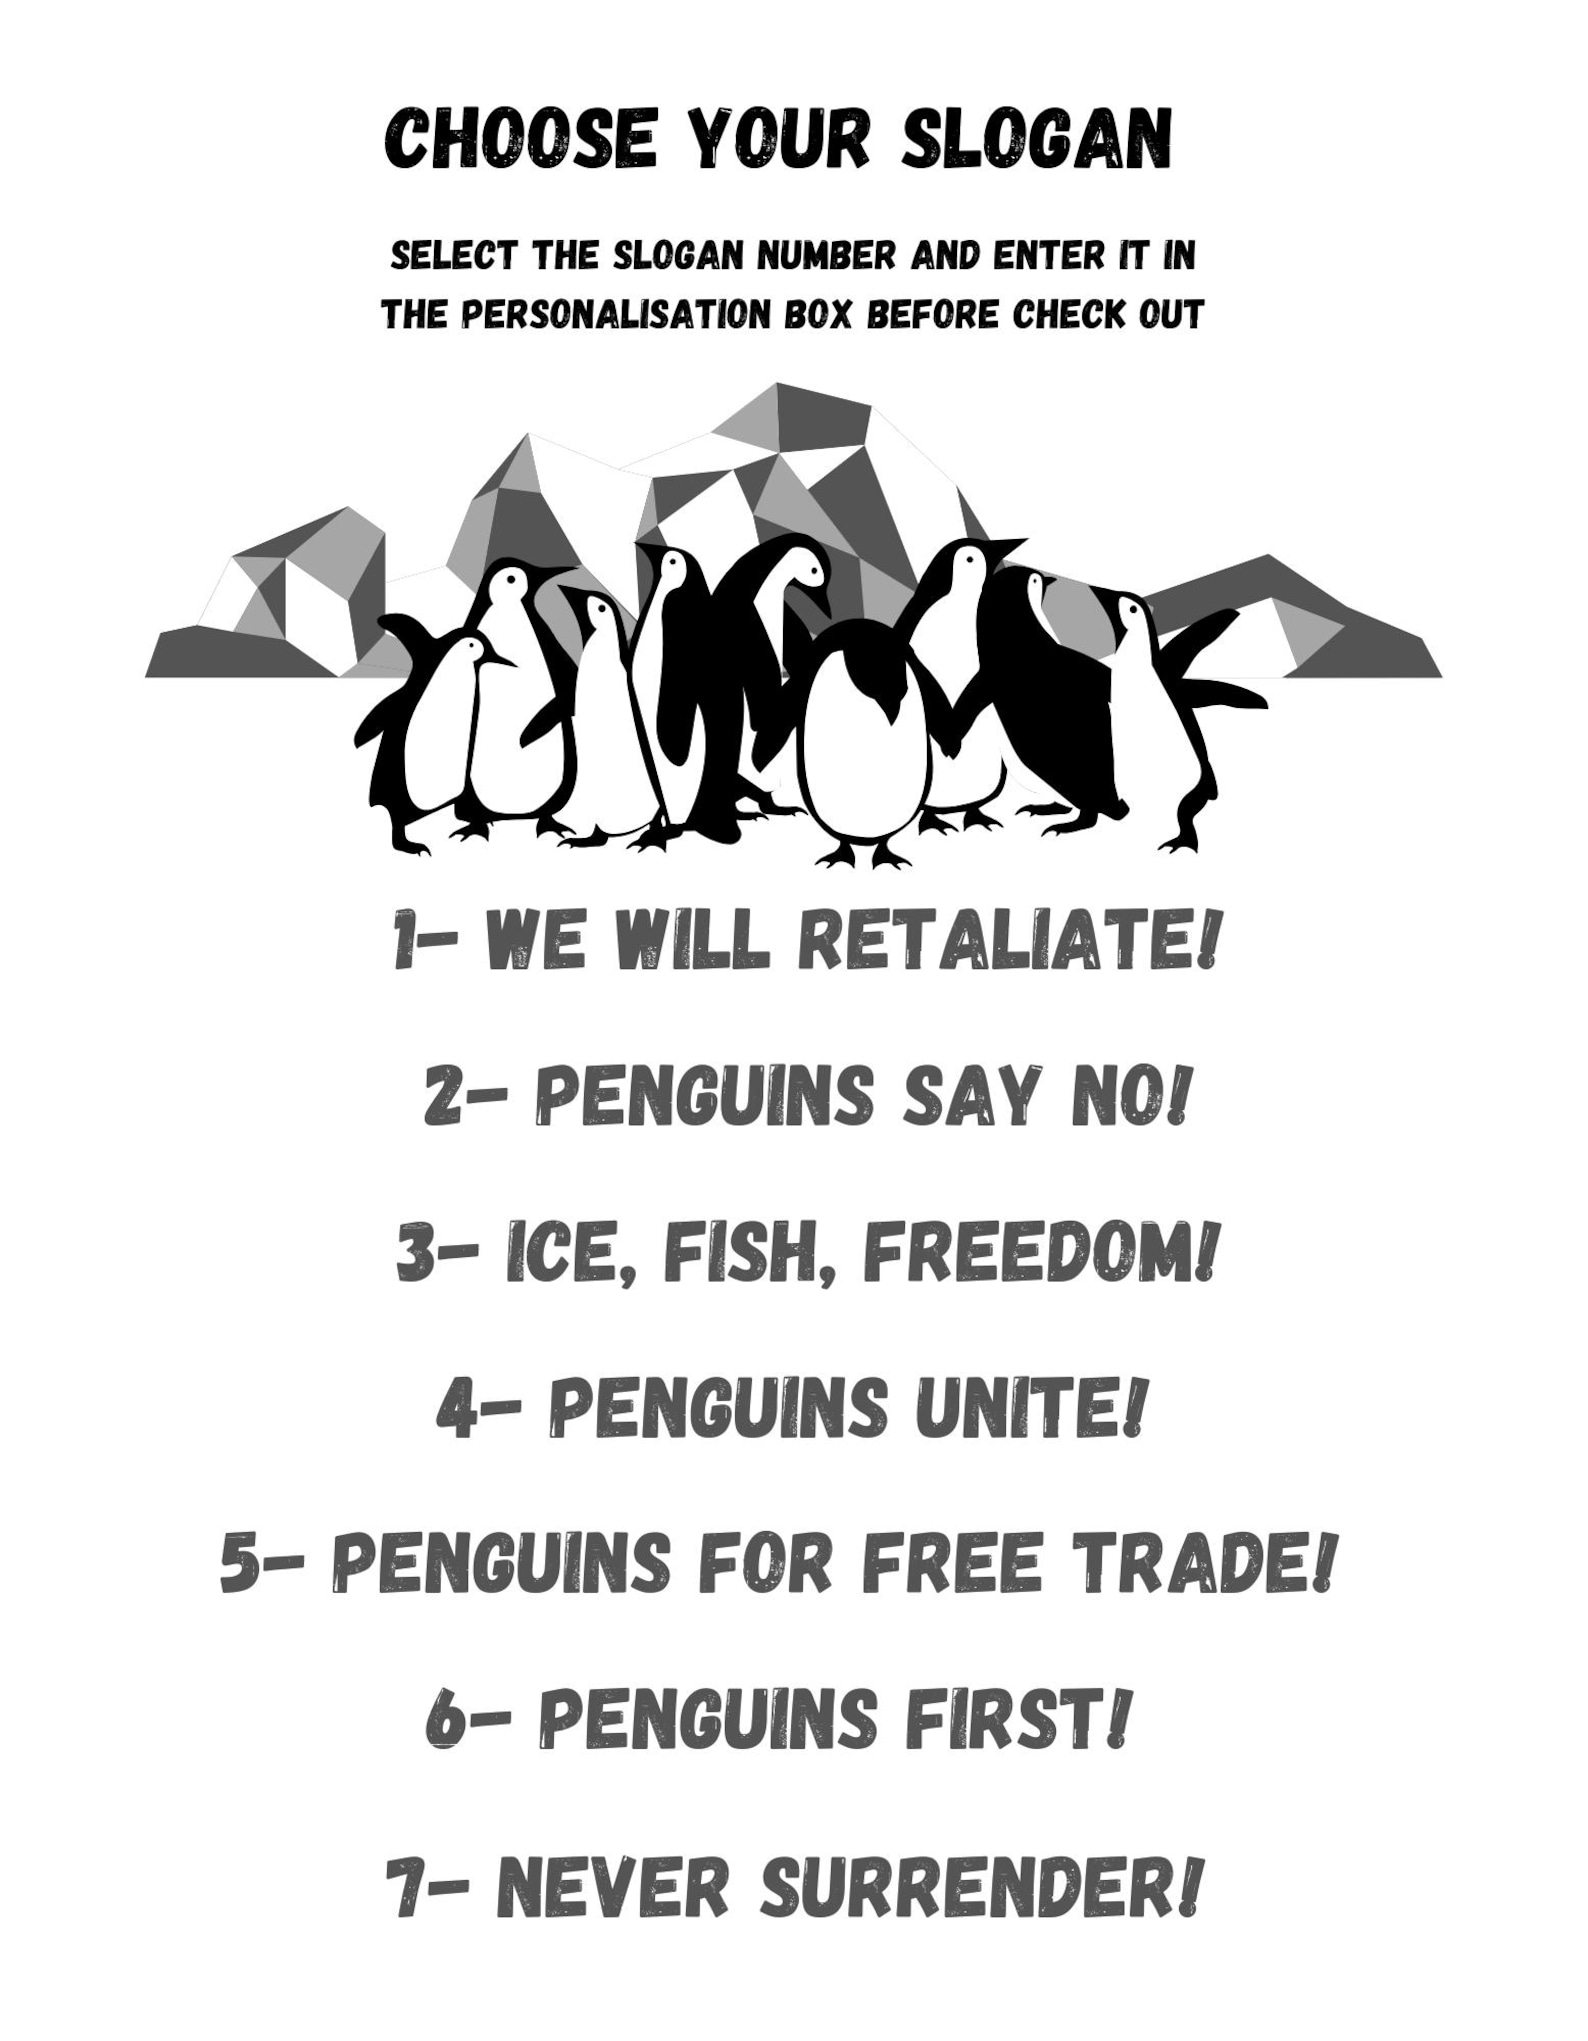 CHOOSE YOUR SLOGAN
SELECT THE SLOGAN NUMBER AND ENTER IT IN
THE PERSONALISATION BOX BEFORE CHECK OUT
1- WE WILL RETALIATE!
2- PENGUINS SAY NO!
3- ICE, FISH, FREEDOM!
4- PENGUINS UNITE!
5- PENGUINS FOR FREE TRADE!
6- PENGUINS FIRST!
7- NEVER SURRENDER!